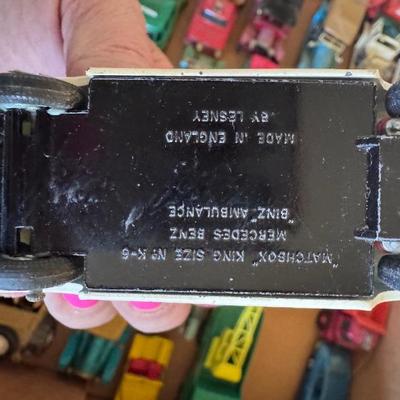 "MATCHBOX" KING SIZE Nº K-6
MERCEDES BENZ
"BINZ" AMBULANCE
MADE IN ENGLAND
BY LESNEY